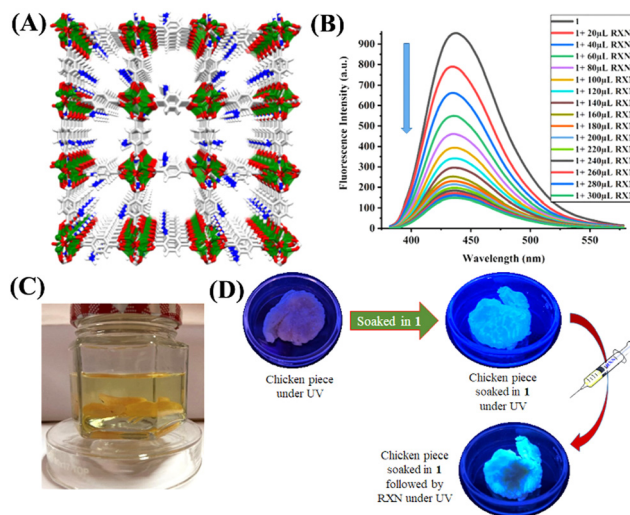 (A)
(B)
Fluorescence Intensity (a.u.)
900
800
700
600
500
400
300
200
100
0
400
450
500
550
Wavelength (nm)
1
1+ 20µL RXN
1+ 40µL RXN
1+ 60µL RXN
1+ 80µL RXN
1+ 100µL RXN
1+ 120µL RXN
1+ 140µL RXN
1+ 160µL RXN
1+ 180µL RXN
1+ 200µL RXN
1+ 220µL RXN
1+ 240µL RXN
1+ 260µL RXN
1+ 280µL RXN
1+ 300µL RXN
(C)
(D)
Chicken piece
under UV
Soaked in 1
Chicken piece
soaked in 1
under UV
Chicken piece
soaked in 1
followed by
RXN under UV